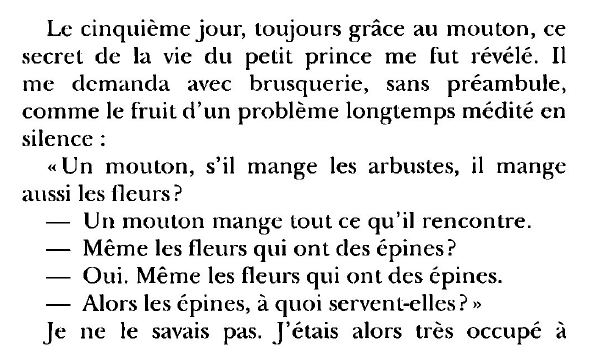 Le cinquième jour, toujours grâce au mouton, ce
secret de la vie du petit prince me fut révélé. Il
me demanda avec brusquerie, sans préambule,
comme le fruit d'un problème longtemps médité en
silence :
« Un mouton, s'il mange les arbustes, il mange
aussi les fleurs ?
— Un mouton mange tout ce qu'il rencontre.
— Même les fleurs qui ont des épines ?
— Oui. Même les fleurs qui ont des épines.
— Alors les épines, à quoi servent-elles ? »
Je ne le savais pas. J'étais alors très occupé à